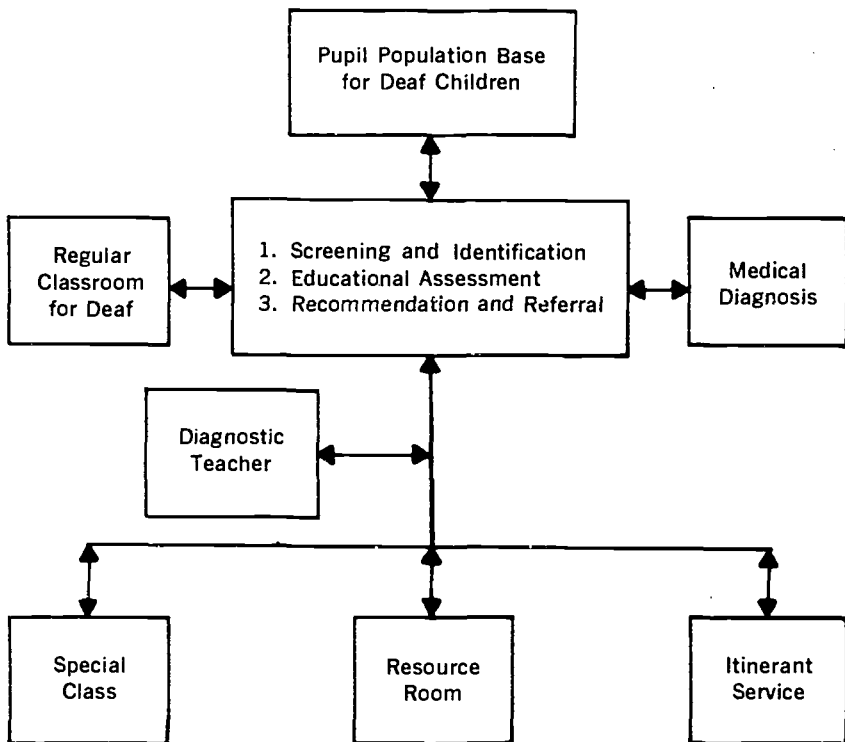 Pupil Population Base
for Deaf Children
Regular
Classroom
for Deaf
1. Screening and Identification
2. Educational Assessment
3. Recommendation and Referral
Medical
Diagnosis
Diagnostic
Teacher
Special
Class
Resource
Room
Itinerant
Service